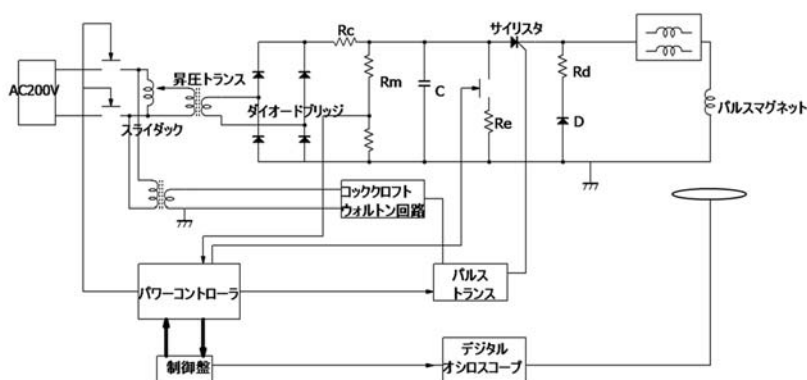 サイリスタ
Rc
AC200V
昇圧トランス
Rm
C
Rd
ダイオードブリッジ
Re
D
パルスマグネット
スライダック
コッククロフト
ウォルトン回路
パワーコントローラ
パルス
トランス
制御盤
デジタル
オシロスコープ